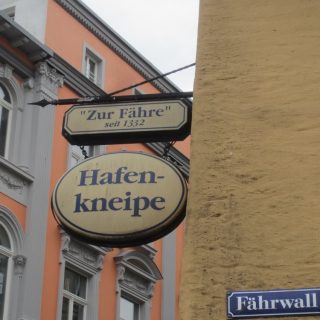 "Zur Fähre"
seit 1332
Hafen-
kneipe
Fährwall